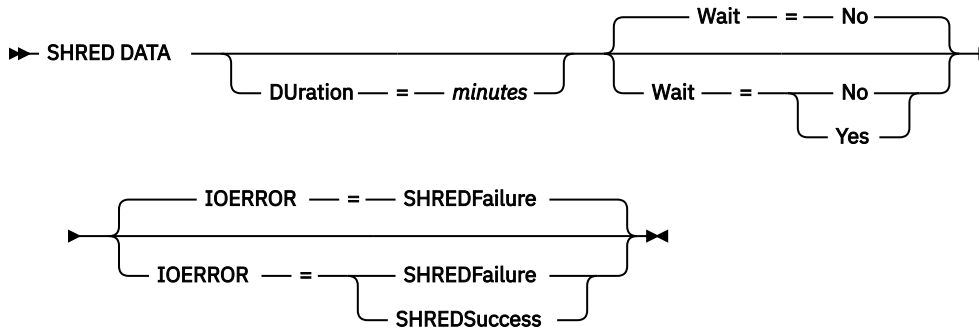 Wait = No
SHRED DATA
DUration = minutes
Wait = No
Yes
IOERROR = SHREDFailure
IOERROR = SHREDFailure
SHREDSuccess